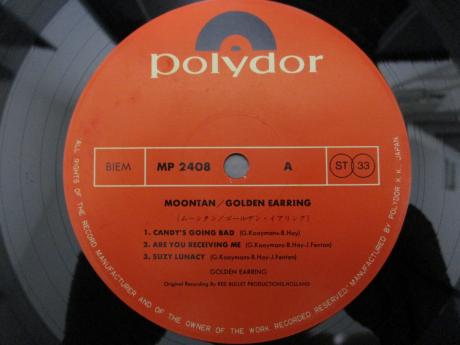 polydor
BIEM MP 2408 A ST 33
MOONTAN/GOLDEN EARRING
(ムーンタン/ゴールデン・イアリング)
1. CANDY'S GOING BAD (G.Kooymans-B.Hay)
2. ARE YOU RECEIVING ME (G.Kooymans-B.Hay-J.Fenton)
3. SUZY LUNACY (G.Kooymans-B.Hay-J.Fenton)
GOLDEN EARRING
Original Recording By RED BULLET PRODUCTIONS, HOLLAND
ALL RIGHTS OF THE RECORD MANUFACTURER AND OF THE OWNER OF THE WORK RECORDED RESERVED/MANUFACTURED BY POLYDOR K.K. JAPAN